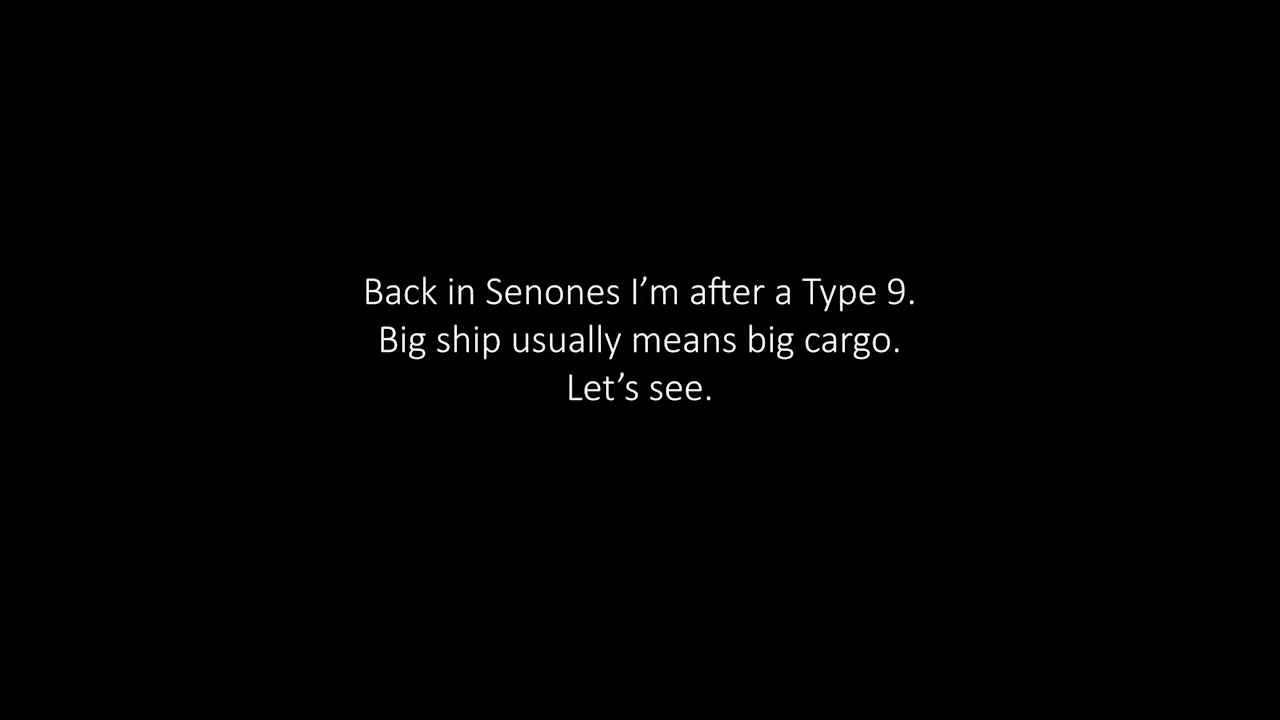 Back in Senones I’m after a Type 9.
Big ship usually means big cargo.
Let’s see.